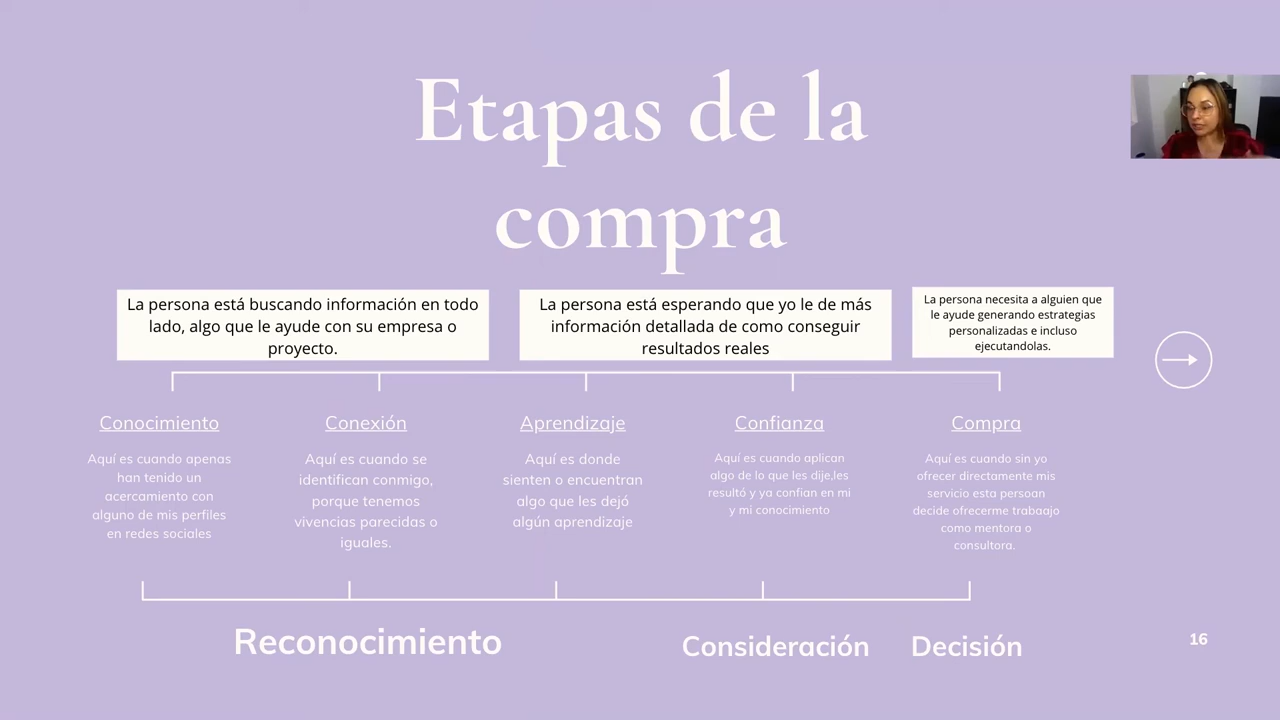 Etapas de la
compra
La persona está buscando información en todo
lado, algo que le ayude con su empresa o
proyecto.
La persona está esperando que yo le de más
información detallada de como conseguir
resultados reales
La persona necesita a alguien que
le ayude generando estrategias
personalizadas e incluso
ejecutandolas.
Conocimiento
Aquí es cuando apenas
han tenido un
acercamiento con
alguno de mis perfiles
en redes sociales
Conexión
Aquí es cuando se
identifican conmigo,
porque tenemos
vivencias parecidas o
iguales.
Aprendizaje
Aquí es donde
sienten o encuentran
algo que les dejó
algún aprendizaje
Confianza
Aquí es cuando aplican
algo de lo que les dije,les
resultó y ya confian en mi
y mi conocimiento
Compra
Aquí es cuando sin yo
ofrecer directamente mis
servicio esta persoan
decide ofrecerme trabaajo
como mentora o
consultora.
Reconocimiento
Consideración
Decisión
16